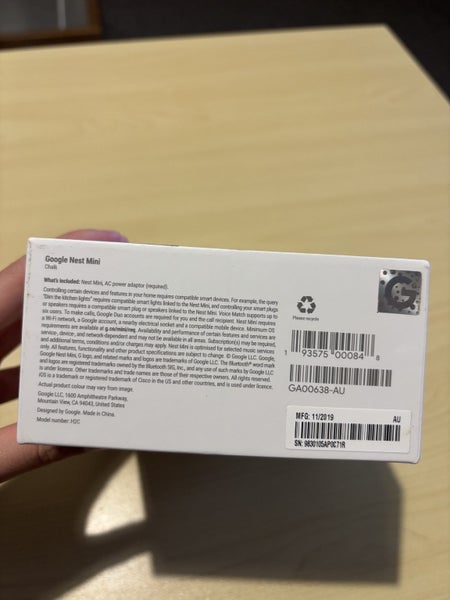 Google Nest Mini
Chalk
What's included: Nest Mini, AC power adaptor (required).
Controlling certain devices and features in your home requires compatible smart devices. For example, the query
"Dim the kitchen lights" requires compatible smart lights linked to the Nest Mini. Controlling your smart plugs
or speakers requires a compatible smart plug or speakers linked to the Nest Mini. Voice Match supports up to
six users. To make calls, Google Duo accounts are required for you and the call recipient. Nest Mini requires
a Wi-Fi network, a Google Account, a nearby electrical socket and a compatible mobile device. Minimum OS
requirements are available at g.co/mini/req. Availability and performance of certain features and services are
service, device, and network-dependent and may not be available in all areas. Subscription(s) may be required,
and additional terms, conditions and/or charges may apply. Nest Mini is optimised for selected music services
only. All features, functionality and other product specifications are subject to change. © Google LLC. Google,
Google Nest Mini, G logo, and related marks and logos are trademarks of Google LLC. The Bluetooth® word mark
and logos are registered trademarks owned by the Bluetooth SIG, Inc., and any use of such marks by Google LLC
is under licence. Other trademarks and trade names are those of their respective owners. All rights reserved.
iOS is a trademark or registered trademark of Cisco in the US and other countries, and is used under licence.
Actual product colour may vary from image.
Google LLC, 1600 Amphitheatre Parkway,
Mountain View, CA 94043, United States
Designed by Google. Made in China.
Model number: H2C
Please recycle
1 93575 00084 8
GA00638-AU
MFG: 11/2019 AU
SN: 9830105AP0C71R